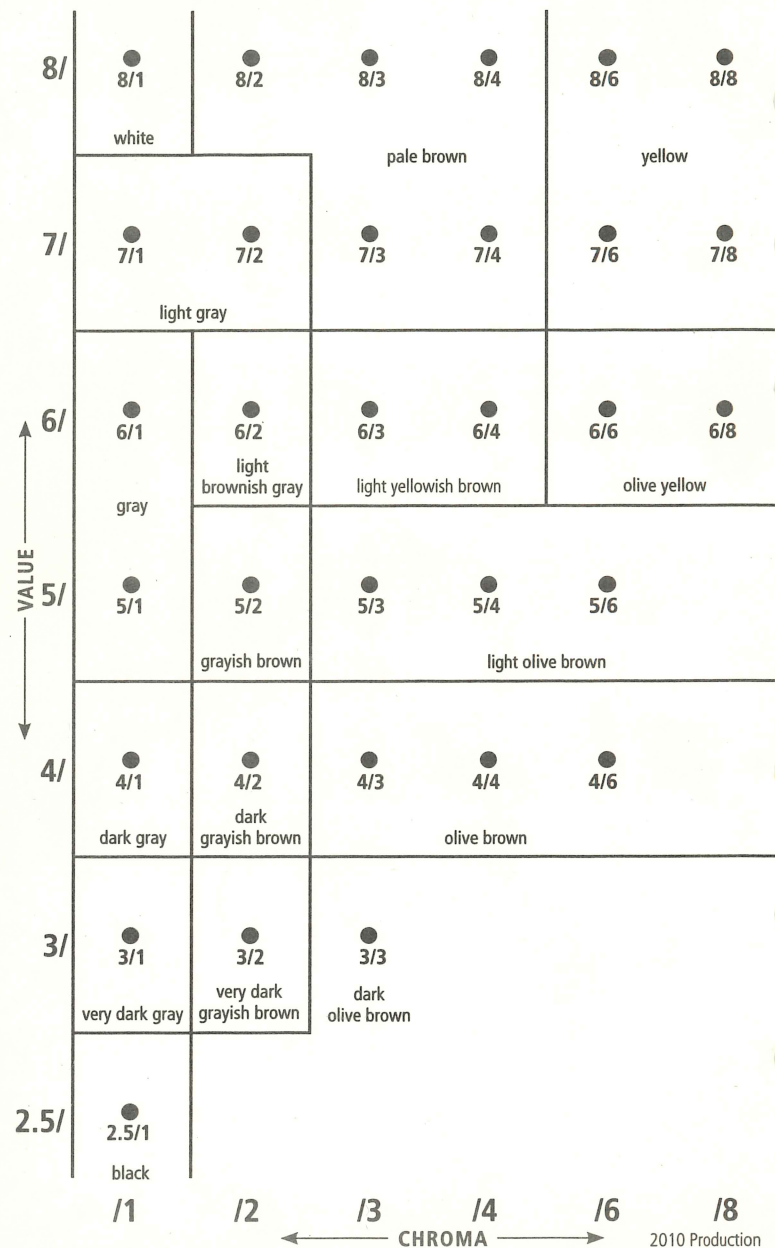 8/
8/1 8/2 8/3 8/4 8/6 8/8
white
pale brown yellow
7/
7/1 7/2 7/3 7/4 7/6 7/8
light gray
6/
6/1 6/2 6/3 6/4 6/6 6/8
light
brownish gray
light yellowish brown
olive yellow
gray
VALUE
5/
5/1 5/2 5/3 5/4 5/6
grayish brown light olive brown
4/
4/1 4/2 4/3 4/4 4/6
dark gray
dark
grayish brown
olive brown
3/
3/1 3/2 3/3
very dark gray
very dark
grayish brown
dark
olive brown
2.5/
2.5/1
black
/1 /2 /3 /4 /6 /8
CHROMA
2010 Production